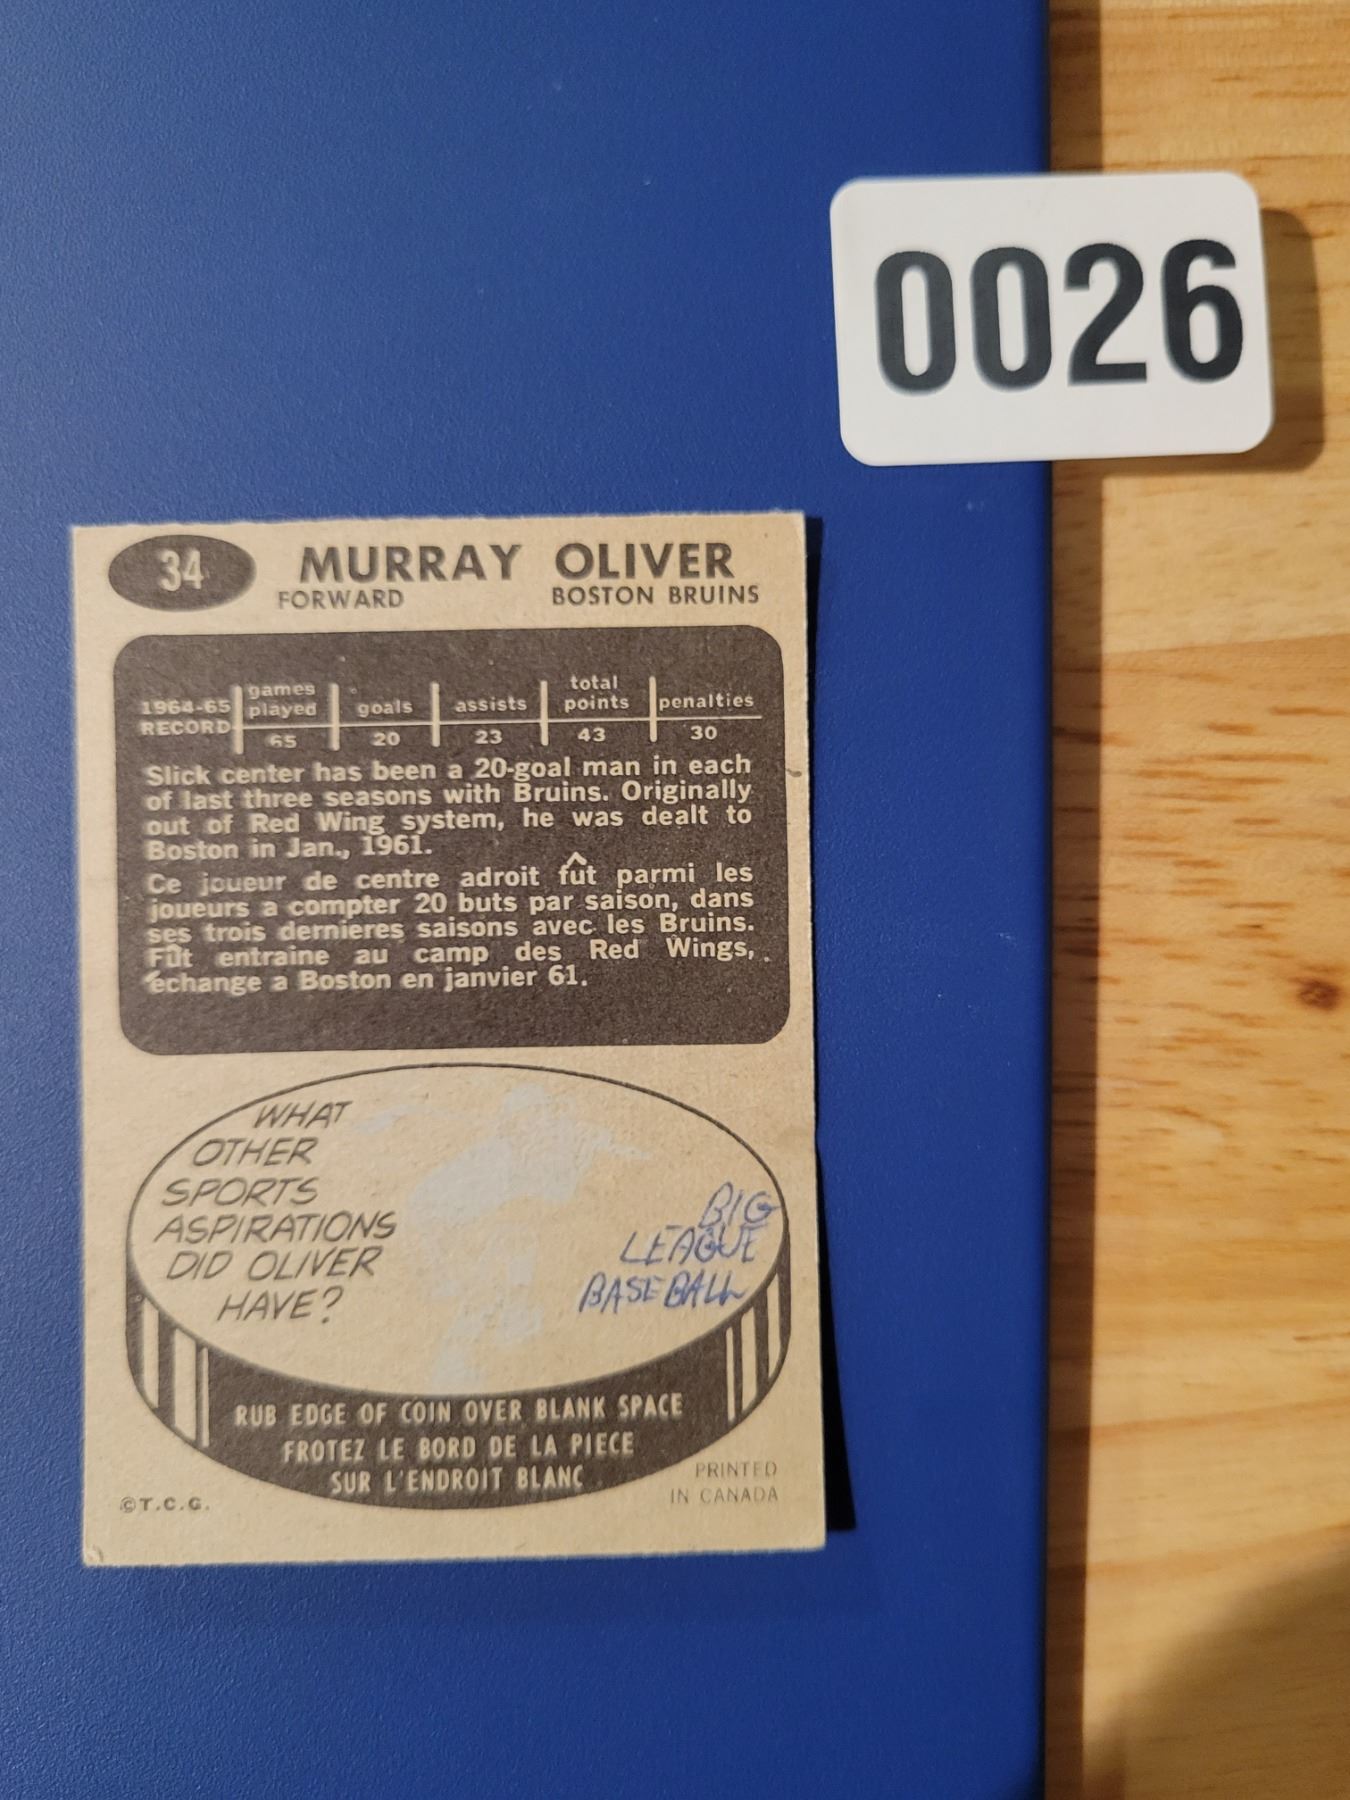 0026
34 MURRAY OLIVER
FORWARD BOSTON BRUINS
1964-65 RECORD games played goals assists total points penalties
65 20 23 43 30
Slick center has been a 20-goal man in each
of last three seasons with Bruins. Originally
out of Red Wing system, he was dealt to
Boston in Jan., 1961.
Ce joueur de centre adroit fût parmi les
joueurs a compter 20 buts par saison, dans
ses trois dernieres saisons avec les Bruins.
Fût entraine au camp des Red Wings,
échange a Boston en janvier 61.
WHAT
OTHER
SPORTS
ASPIRATIONS
DID OLIVER
HAVE?
BIG
LEAGUE
BASEBALL
RUB EDGE OF COIN OVER BLANK SPACE
FROTEZ LE BORD DE LA PIECE
SUR L'ENDROIT BLANC
©T.C.G.
PRINTED
IN CANADA